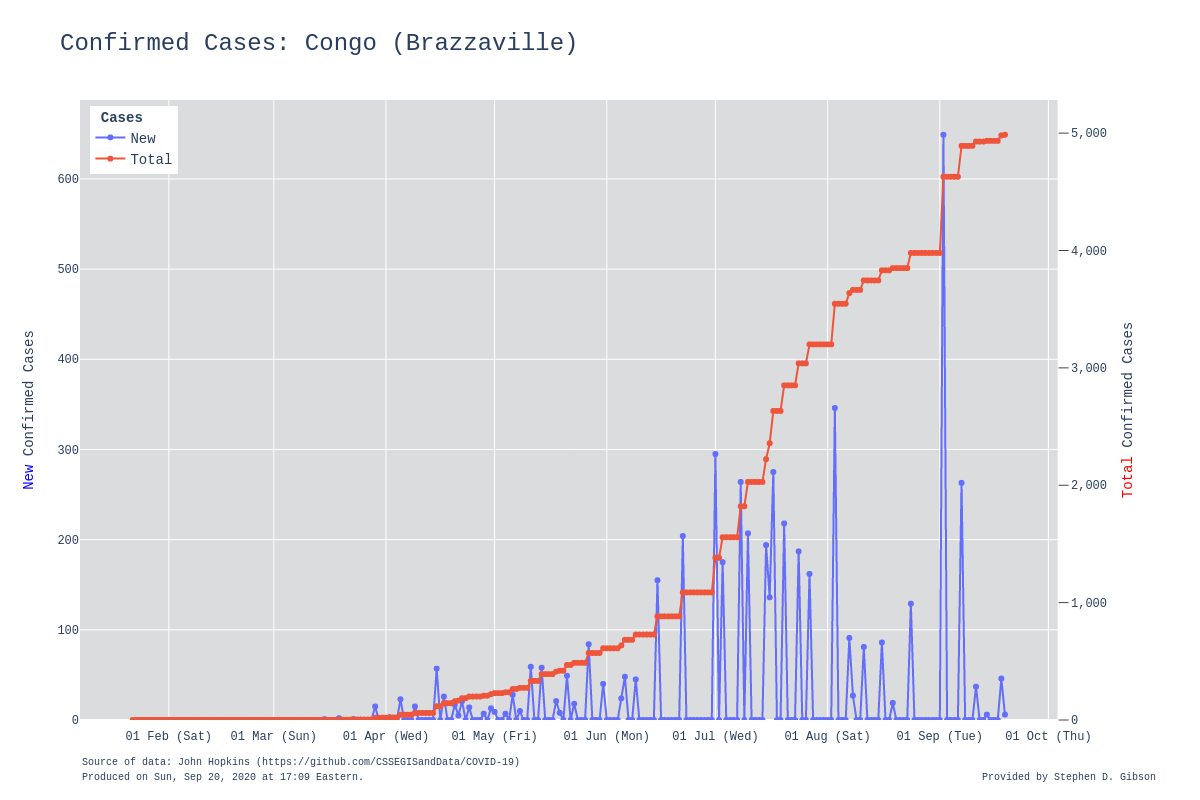 Confirmed Cases: Congo (Brazzaville)
Cases
New
Total
600
500
400
300
200
100
0
5,000
4,000
3,000
2,000
1,000
0
New Confirmed Cases
Total Confirmed Cases
01 Feb (Sat)
01 Mar (Sun)
01 Apr (Wed)
01 May (Fri)
01 Jun (Mon)
01 Jul (Wed)
01 Aug (Sat)
01 Sep (Tue)
01 Oct (Thu)
Source of data: John Hopkins (https://github.com/CSSEGISandData/COVID-19)
Produced on Sun, Sep 20, 2020 at 17:09 Eastern.
Provided by Stephen D. Gibson